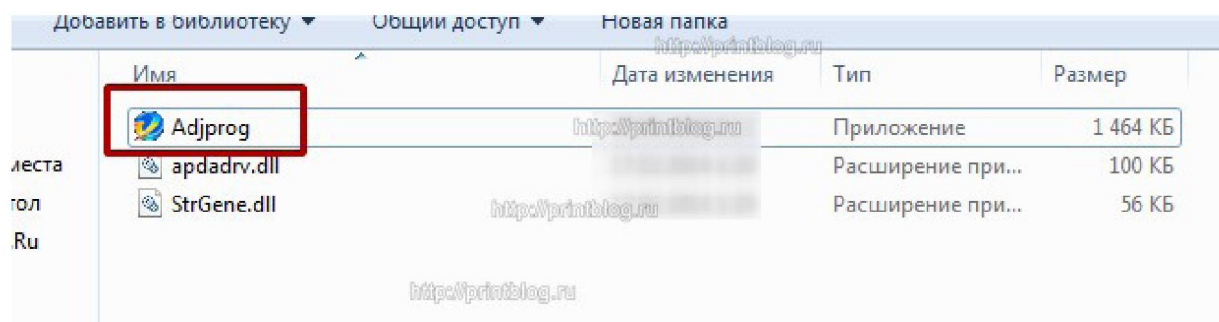 Добавить в библиотеку Общий доступ Новая папка
http://printblog.ru
Имя Дата изменения Тип Размер
Adjprog http://printblog.ru Приложение 1 464 КБ
места apdadrv.dll Расширение при... 100 КБ
тол StrGene.dll http://printblog.ru Расширение при... 56 КБ
.Ru
http://printblog.ru